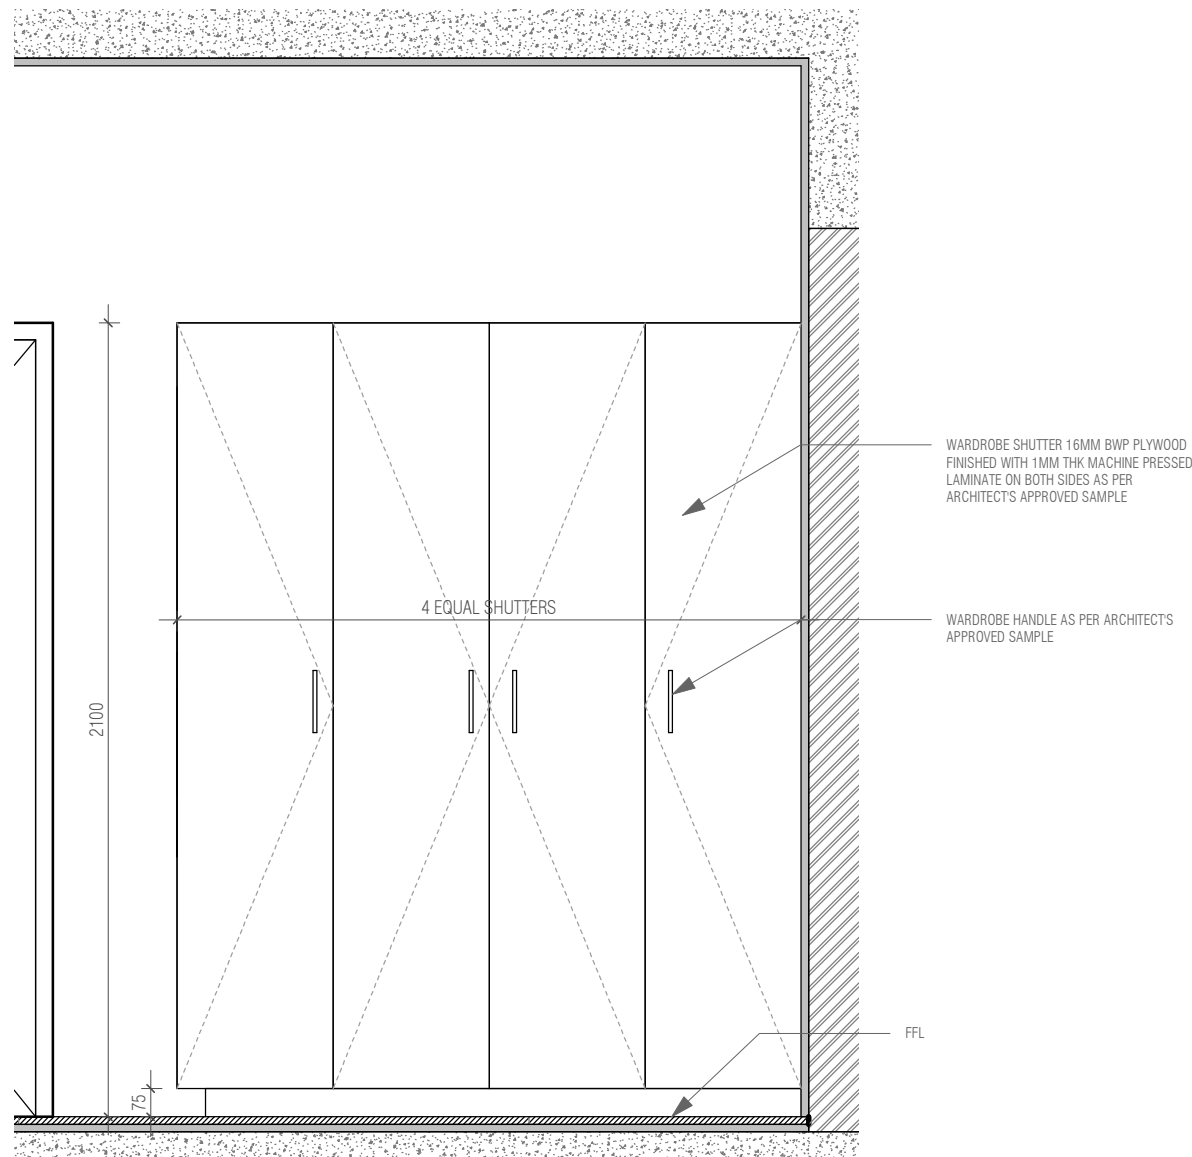 WARDROBE SHUTTER 16MM BWP PLYWOOD
FINISHED WITH 1MM THK MACHINE PRESSED
LAMINATE ON BOTH SIDES AS PER
ARCHITECT'S APPROVED SAMPLE
4 EQUAL SHUTTERS
WARDROBE HANDLE AS PER ARCHITECT'S
APPROVED SAMPLE
2100
FFL
75